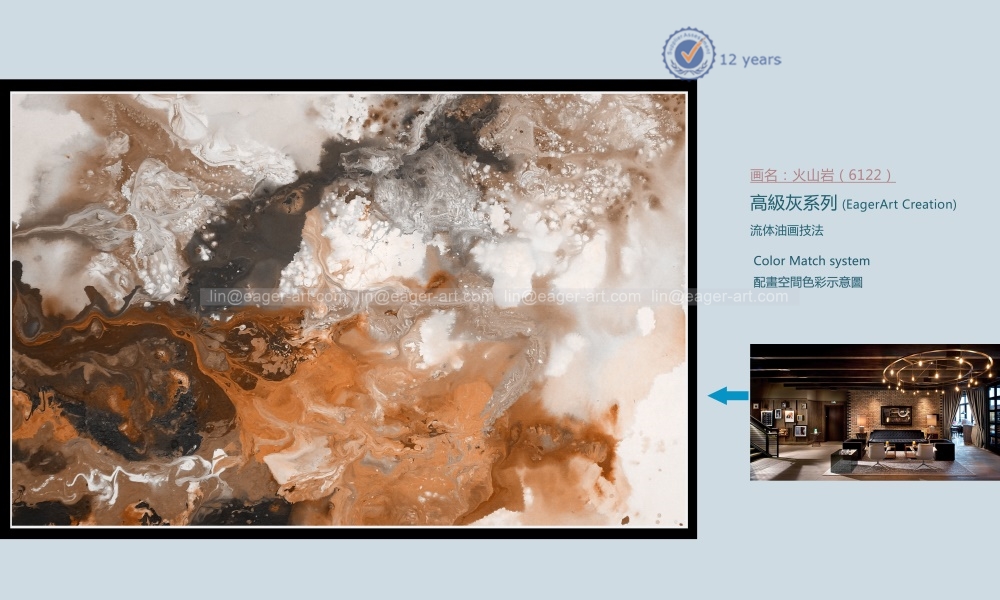 12 years
画名：火山岩（6122）
高級灰系列 (EagerArt Creation)
流体油画技法
Color Match system
配畫空間色彩示意圖
lin@eager-art.com lin@eager-art.com lin@eager-art.com lin@eager-art.com